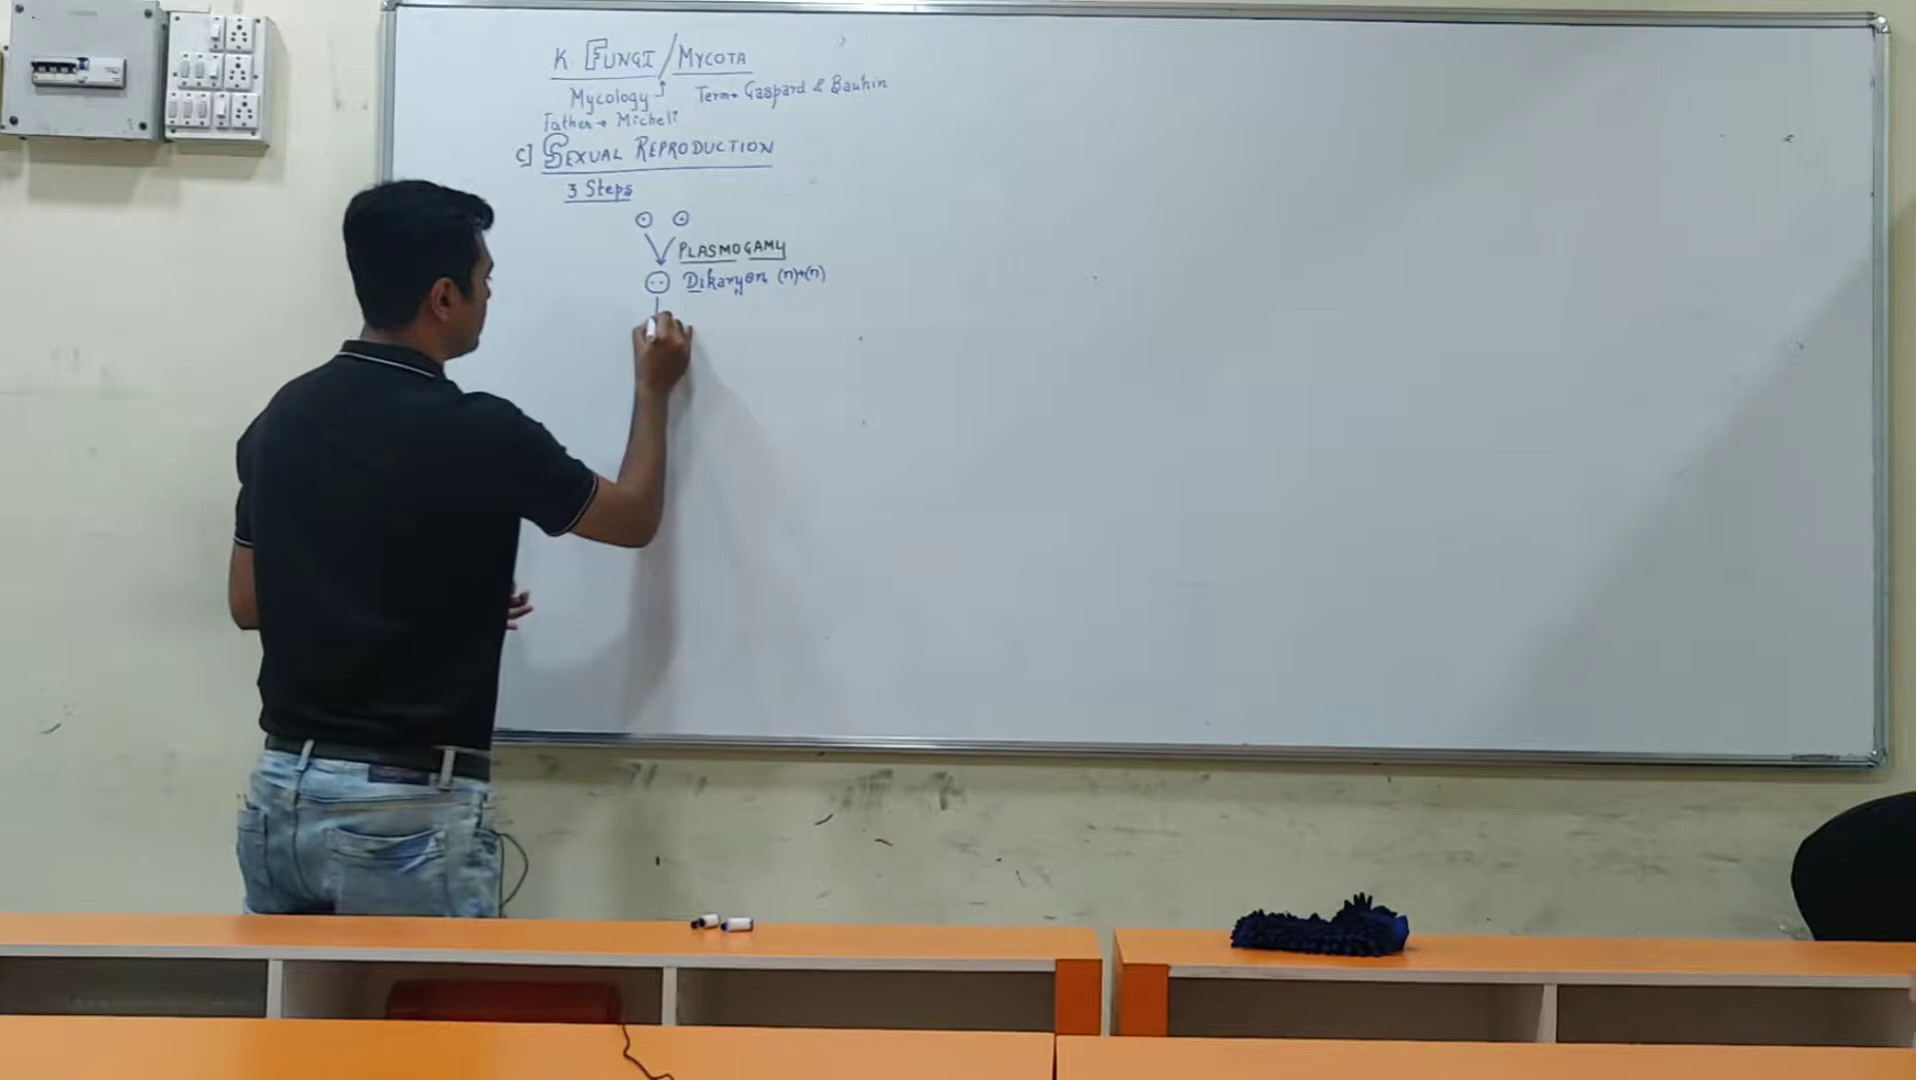 K. FUNGI / MYCOTA
Mycology Term→ Gaspard & Bauhin
Father → Micheli
C] SEXUAL REPRODUCTION
3 Steps
PLASMOGAMY
Dikaryon (n)+(n)